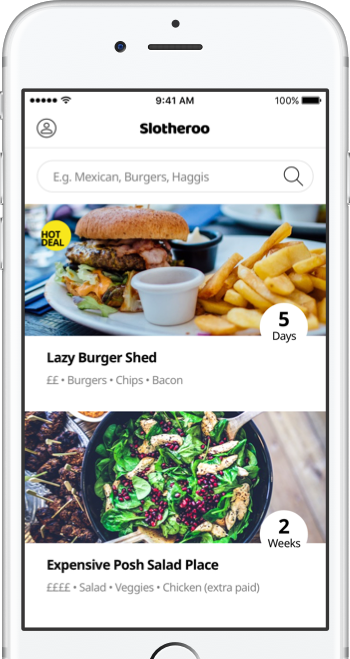 9:41 AM
100%
Slotheroo
E.g. Mexican, Burgers, Haggis
HOT
DEAL
5
Days
Lazy Burger Shed
££ • Burgers • Chips • Bacon
2
Weeks
Expensive Posh Salad Place
££££ • Salad • Veggies • Chicken (extra paid)